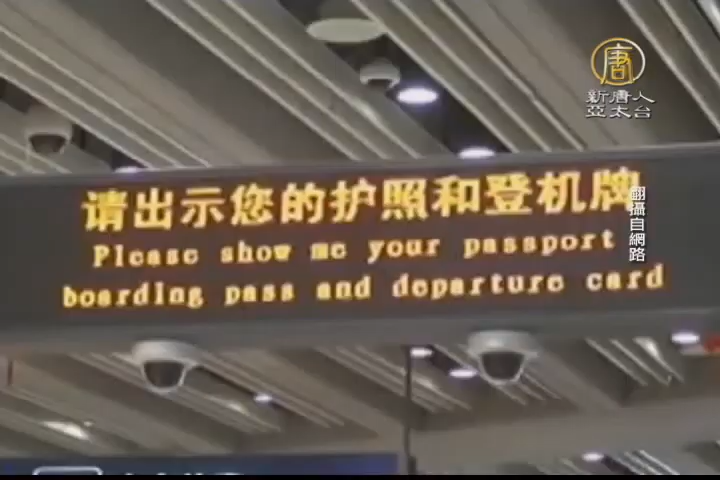 唐
新唐人
亞太台
请出示您的护照和登机牌
Please show me your passport
boarding pass and departure card
翻攝自網路